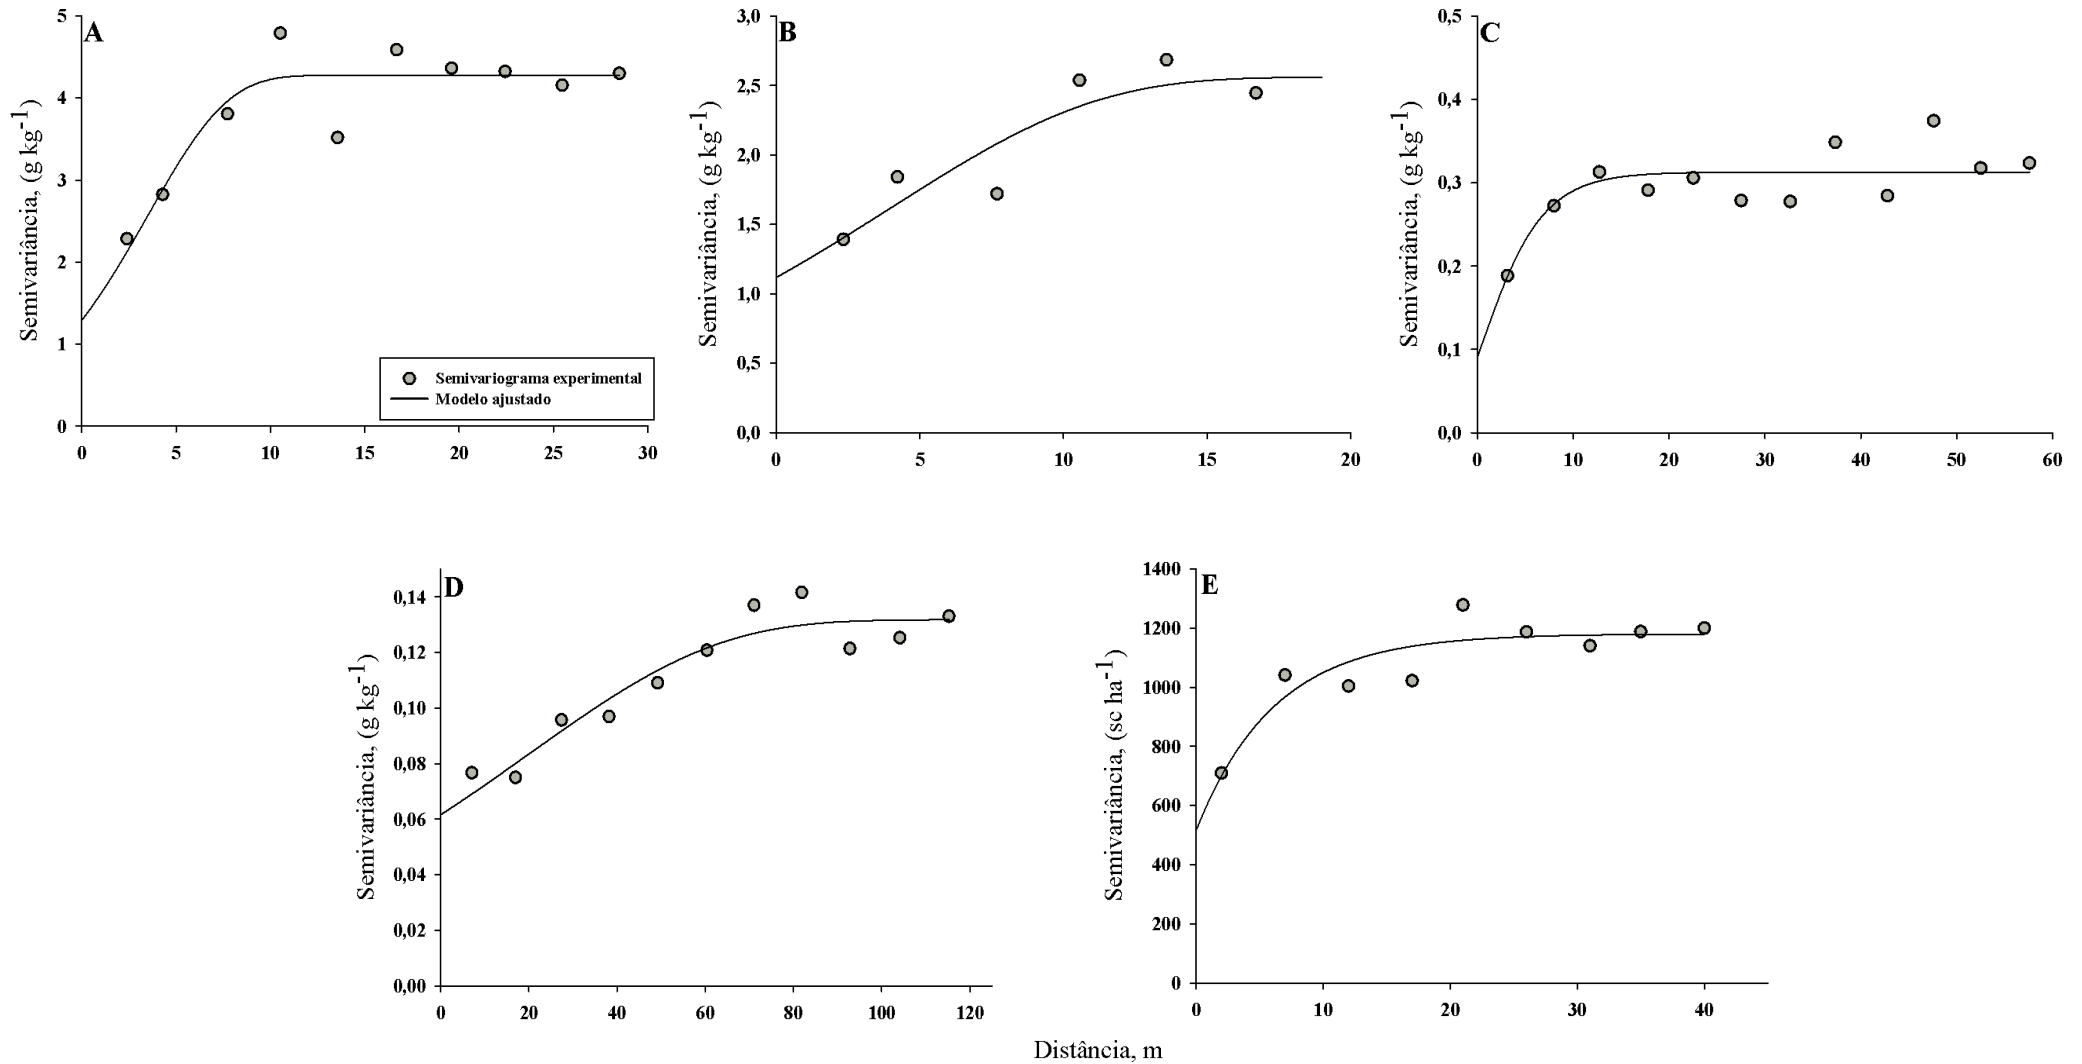 A
Semivariância, (g kg-1)
5
4
3
2
1
0
0 5 10 15 20 25 30
Semivariograma experimental
Modelo ajustado
B
Semivariância, (g kg-1)
3,0
2,5
2,0
1,5
1,0
0,5
0,0
0 5 10 15 20
C
Semivariância, (g kg-1)
0,5
0,4
0,3
0,2
0,1
0,0
0 10 20 30 40 50 60
D
Semivariância, (g kg-1)
0,14
0,12
0,10
0,08
0,06
0,04
0,02
0,00
0 20 40 60 80 100 120
E
Semivariância, (sc ha-1)
1400
1200
1000
800
600
400
200
0
0 10 20 30 40
Distância, m